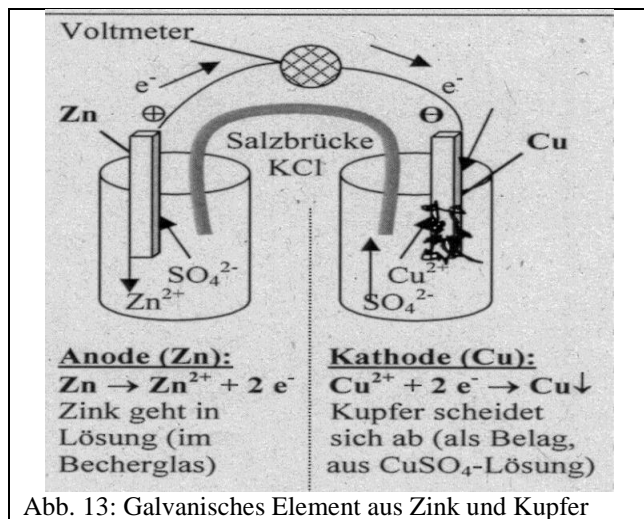 Voltmeter
e⁻
e⁻
Zn
⊕
⊖
Salzbrücke
KCl
Cu
SO₄²⁻
Zn²⁺
Cu²⁺
SO₄²⁻
Anode (Zn):
Zn → Zn²⁺ + 2 e⁻
Zink geht in
Lösung (im
Becherglas)
Kathode (Cu):
Cu²⁺ + 2 e⁻ → Cu↓
Kupfer scheidet
sich ab (als Belag,
aus CuSO₄-Lösung)
Abb. 13: Galvanisches Element aus Zink und Kupfer